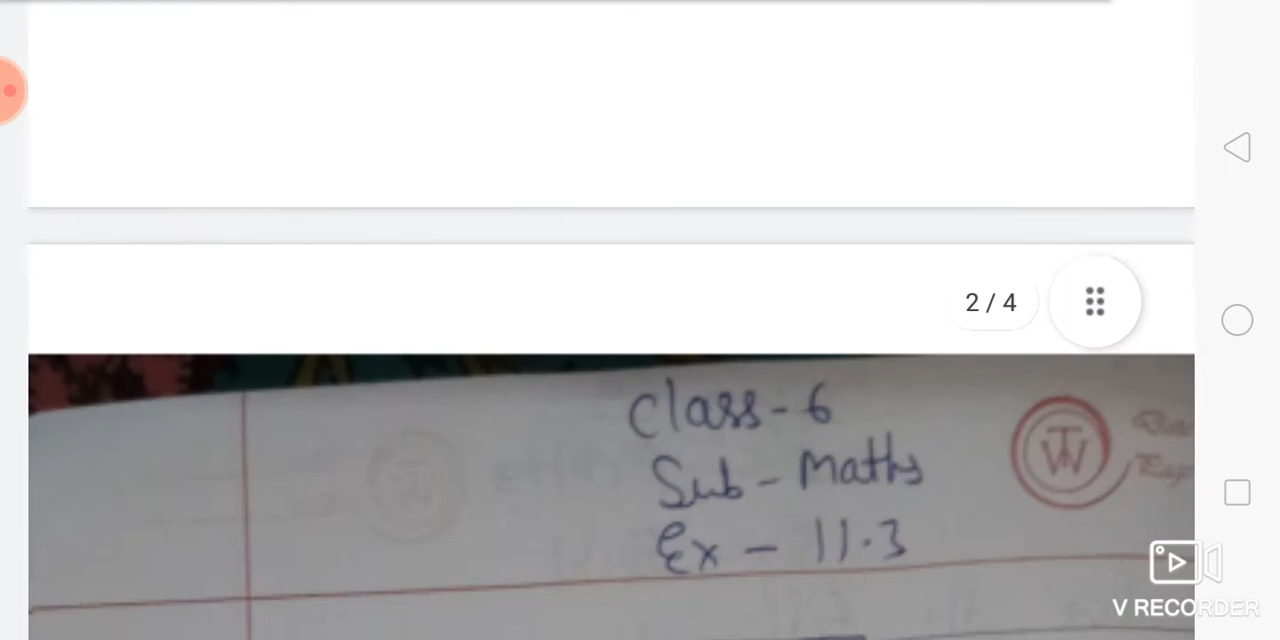 2 / 4
Class - 6
Sub - Maths
Ex - 11.3
V RECORDER